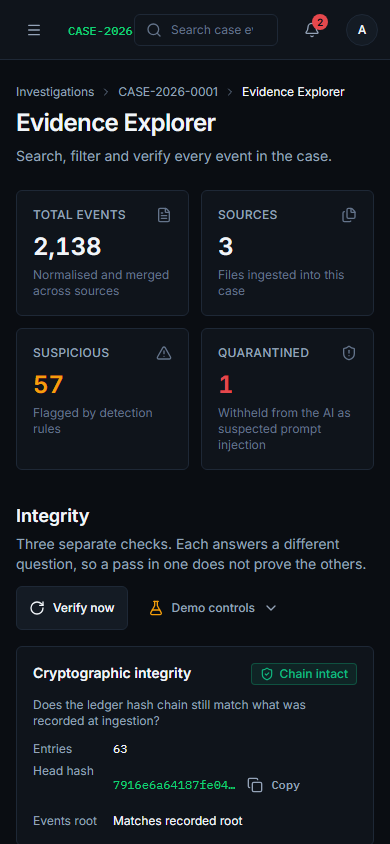 CASE-2026
Search case e
2
A
Investigations > CASE-2026-0001 > Evidence Explorer
Evidence Explorer
Search, filter and verify every event in the case.
TOTAL EVENTS
2,138
Normalised and merged
across sources
SOURCES
3
Files ingested into this
case
SUSPICIOUS
57
Flagged by detection
rules
QUARANTINED
1
Withheld from the AI as
suspected prompt
injection
Integrity
Three separate checks. Each answers a different
question, so a pass in one does not prove the others.
Verify now
Demo controls
Cryptographic integrity
Chain intact
Does the ledger hash chain still match what was
recorded at ingestion?
Entries 63
Head hash
7916e6a64187fe04… Copy
Events root Matches recorded root